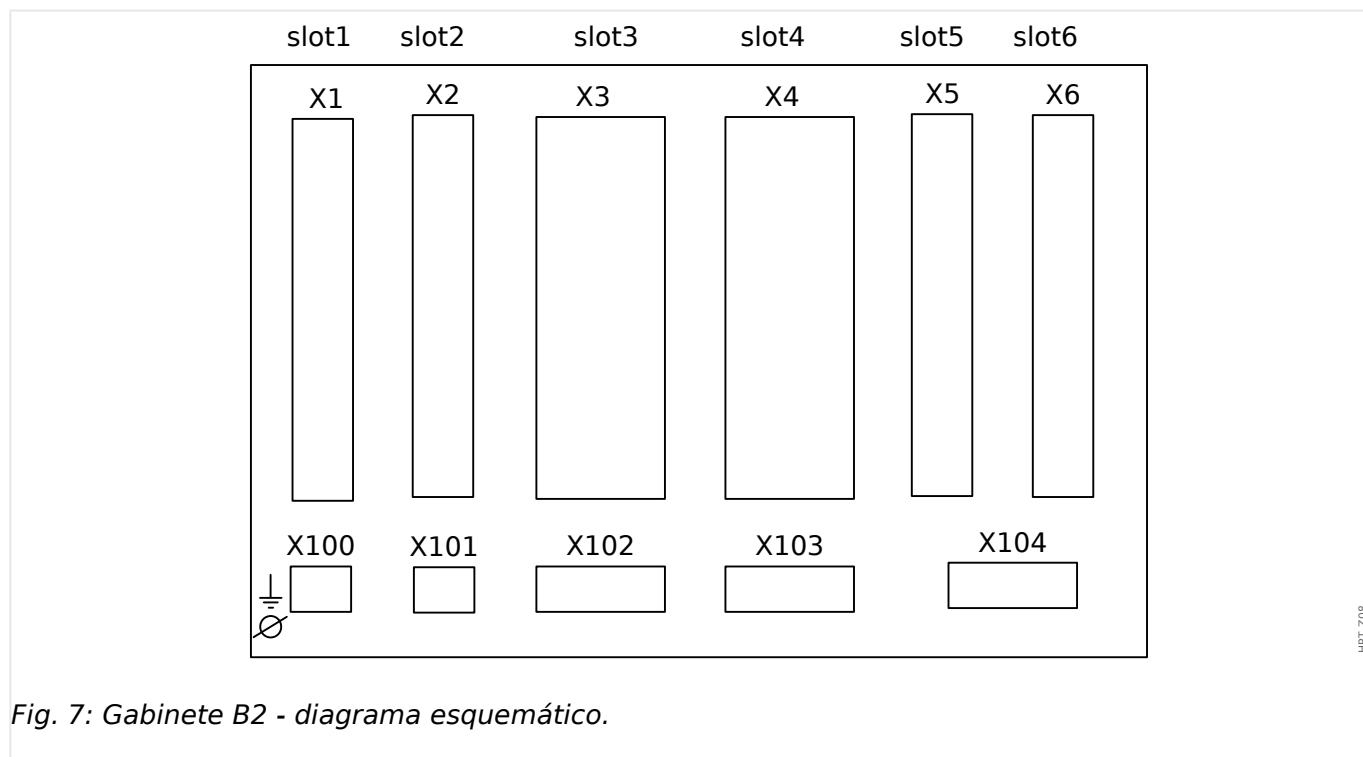 slot1 slot2 slot3 slot4 slot5 slot6
X1 X2 X3 X4 X5 X6
X100 X101 X102 X103 X104
Fig. 7: Gabinete B2 - diagrama esquemático.